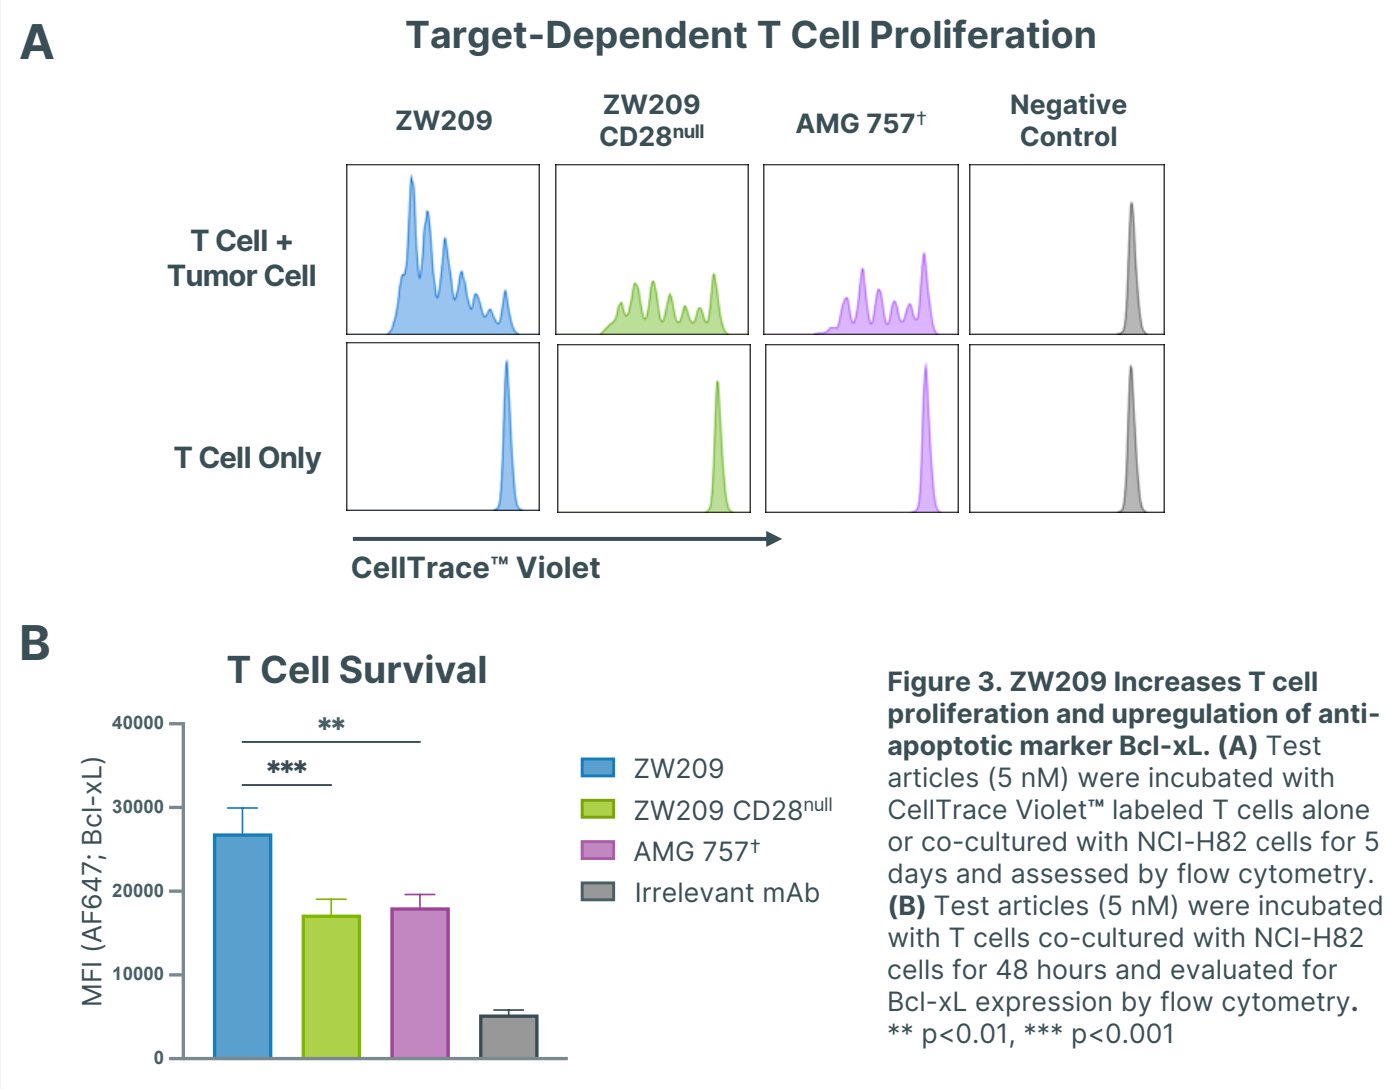 A
Target-Dependent T Cell Proliferation
ZW209
ZW209
CD28null
AMG 757†
Negative
Control
T Cell +
Tumor Cell
T Cell Only
CellTrace™ Violet
B
T Cell Survival
MFI (AF647; Bcl-xL)
40000
30000
20000
10000
0
**
***
ZW209
ZW209 CD28null
AMG 757†
Irrelevant mAb
Figure 3. ZW209 Increases T cell
proliferation and upregulation of anti-
apoptotic marker Bcl-xL. (A) Test
articles (5 nM) were incubated with
CellTrace Violet™ labeled T cells alone
or co-cultured with NCI-H82 cells for 5
days and assessed by flow cytometry.
(B) Test articles (5 nM) were incubated
with T cells co-cultured with NCI-H82
cells for 48 hours and evaluated for
Bcl-xL expression by flow cytometry.
** p<0.01, *** p<0.001